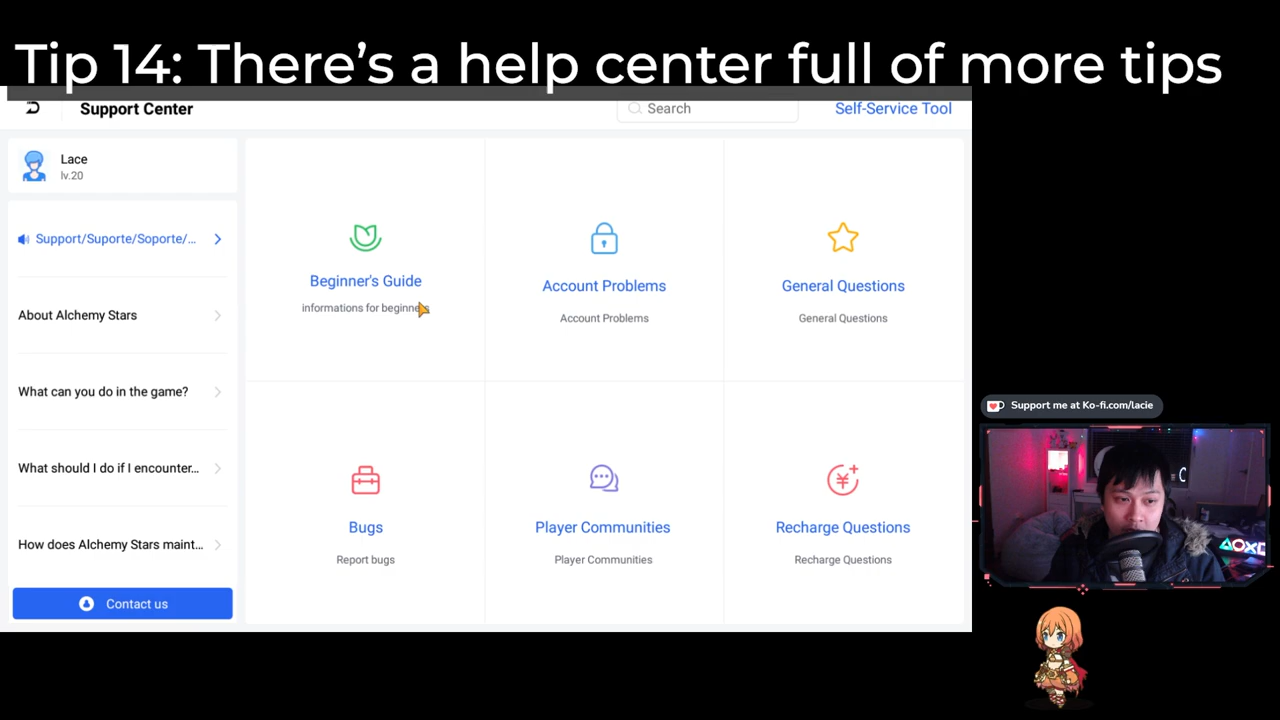 Tip 14: There's a help center full of more tips
Support Center
Search
Self-Service Tool
Lace
lv.20
Support/Suporte/Soporte/...
About Alchemy Stars
What can you do in the game?
What should I do if I encounter...
How does Alchemy Stars maint...
Contact us
Beginner's Guide
informations for beginners
Account Problems
Account Problems
General Questions
General Questions
Bugs
Report bugs
Player Communities
Player Communities
Recharge Questions
Recharge Questions
Support me at Ko-fi.com/lacie